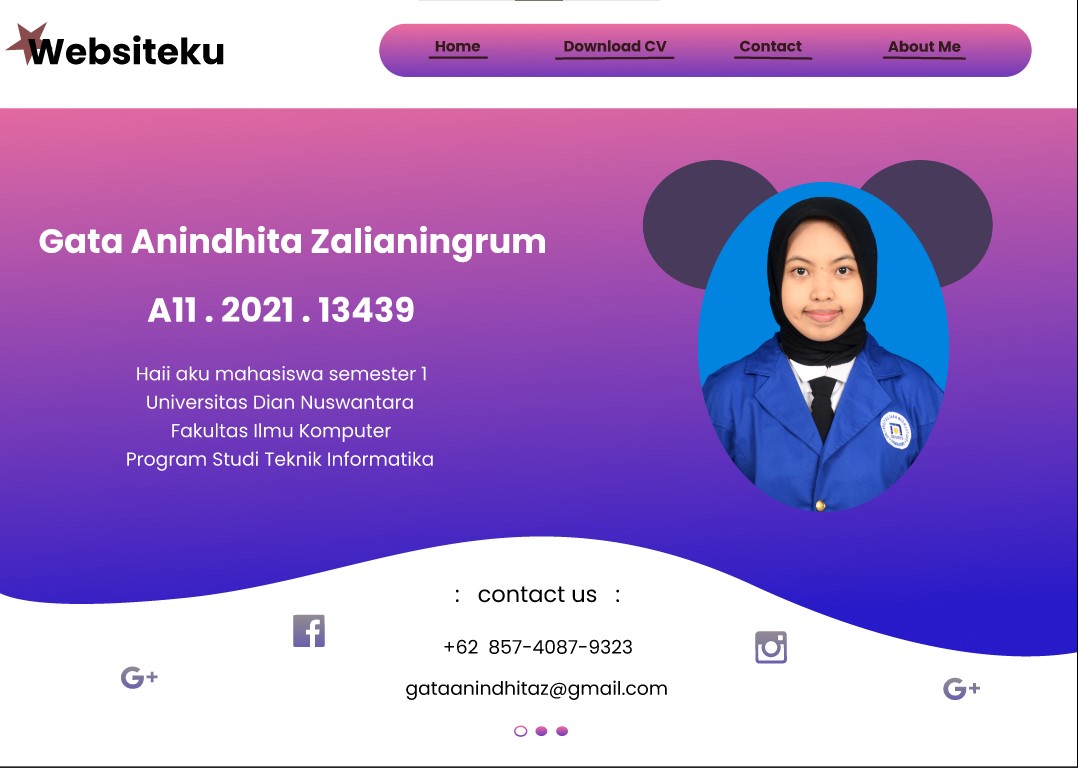 Websiteku
Home Download CV Contact About Me
Gata Anindhita Zalianingrum
A11 . 2021 . 13439
Haii aku mahasiswa semester 1
Universitas Dian Nuswantara
Fakultas Ilmu Komputer
Program Studi Teknik Informatika
: contact us :
+62 857-4087-9323
gataanindhitaz@gmail.com
G+
G+